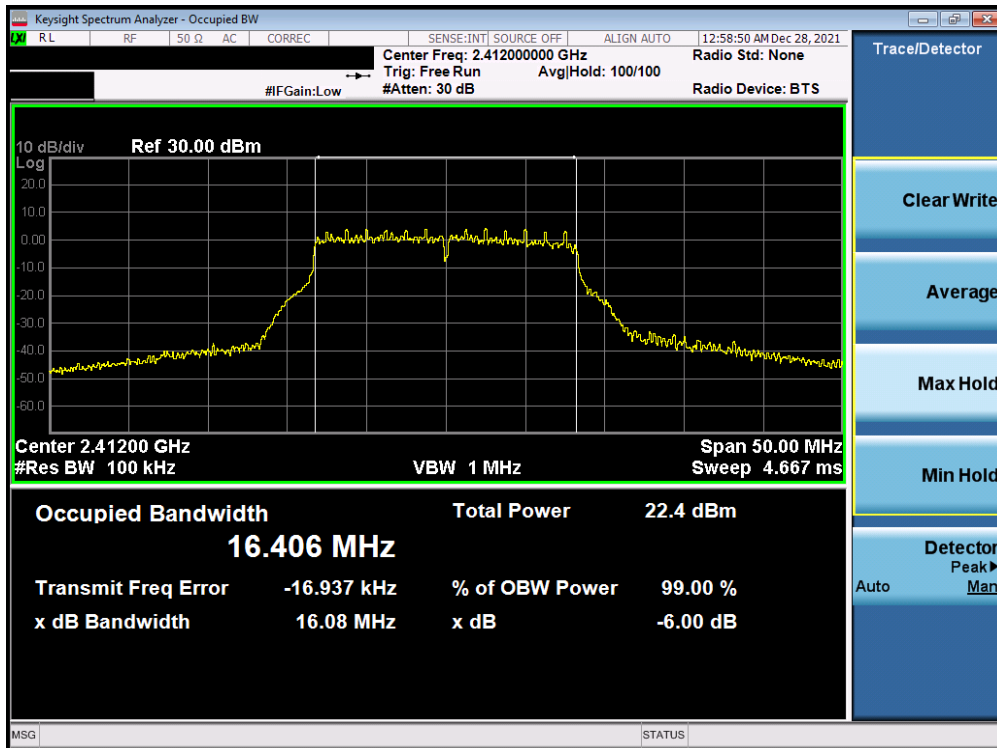 Keysight Spectrum Analyzer - Occupied BW
LXI RL RF 50 Ω AC CORREC SENSE:INT SOURCE OFF ALIGN AUTO 12:58:50 AM Dec 28, 2021
Center Freq: 2.412000000 GHz Radio Std: None
Trig: Free Run Avg|Hold: 100/100
#IFGain:Low #Atten: 30 dB Radio Device: BTS
10 dB/div Ref 30.00 dBm
Log
20.0
10.0
0.00
-10.0
-20.0
-30.0
-40.0
-50.0
-60.0
Center 2.41200 GHz Span 50.00 MHz
#Res BW 100 kHz VBW 1 MHz Sweep 4.667 ms
Occupied Bandwidth Total Power 22.4 dBm
16.406 MHz
Transmit Freq Error -16.937 kHz % of OBW Power 99.00 %
x dB Bandwidth 16.08 MHz x dB -6.00 dB
MSG STATUS
Trace/Detector
Clear Write
Average
Max Hold
Min Hold
Detector
Peak▶
Auto Man